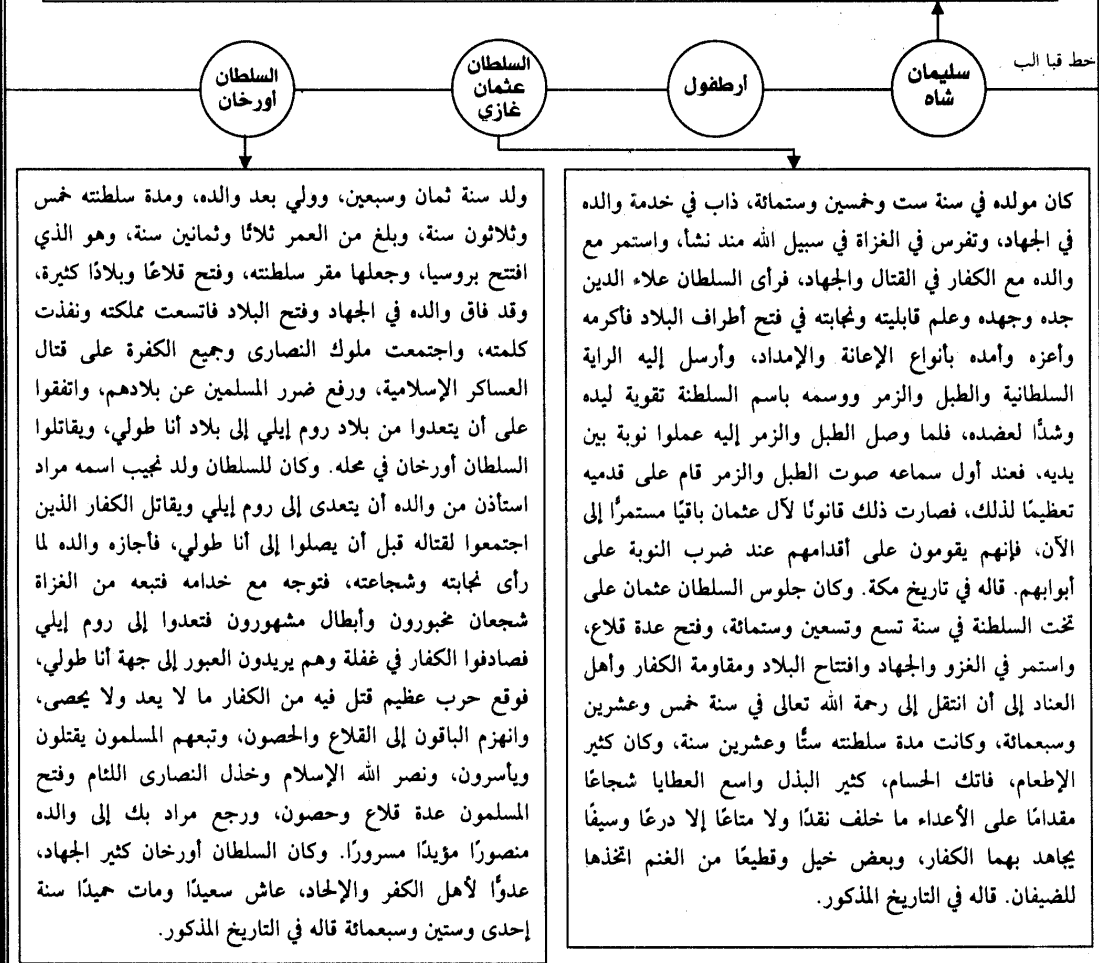 خط قبا الب
سليمان
شاه
أرطفول
السلطان
عثمان
غازي
السلطان
أورخان
كان مولده في سنة ست وخمسين وستمائة، ذاب في خدمة والده
في الجهاد، وتفرس في الغزاة في سبيل الله مند نشأ، واستمر مع
والده مع الكفار في القتال والجهاد، فرأى السلطان علاء الدين
جده وجهده وعلم قابليته ونجابته في فتح أطراف البلاد فأكرمه
وأعزه وأمده بأنواع الإعانة والإمداد، وأرسل إليه الراية
السلطانية والطبل والزمر ووسمه باسم السلطنة تقوية ليده
وشدًّا لعضده، فلما وصل الطبل والزمر إليه عملوا نوبة بين
يديه، فعند أول سماعه صوت الطبل والزمر قام على قدميه
تعظيمًا لذلك، فصارت ذلك قانونًا لآل عثمان باقيًا مستمرًّا إلى
الآن، فإنهم يقومون على أقدامهم عند ضرب النوبة على
أبوابهم. قاله في تاريخ مكة. وكان جلوس السلطان عثمان على
تخت السلطنة في سنة تسع وتسعين وستمائة، وفتح عدة قلاع،
واستمر في الغزو والجهاد وافتتاح البلاد ومقاومة الكفار وأهل
العناد إلى أن انتقل إلى رحمة الله تعالى في سنة خمس وعشرين
وسبعمائة، وكانت مدة سلطنته ستًّا وعشرين سنة، وكان كثير
الإطعام، فاتك الحسام، كثير البذل واسع العطايا شجاعًا
مقدامًا على الأعداء ما خلف نقدًا ولا متاعًا إلا درعًا وسيفًا
يجاهد بهما الكفار، وبعض خيل وقطيعًا من الغنم اتخذها
للضيفان. قاله في التاريخ المذكور.
ولد سنة ثمان وسبعين، وولي بعد والده، ومدة سلطنته خمس
وثلاثون سنة، وبلغ من العمر ثلاثًا وثمانين سنة، وهو الذي
افتتح بروسيا، وجعلها مقر سلطنته، وفتح قلاعًا وبلادًا كثيرة،
وقد فاق والده في الجهاد وفتح البلاد فاتسعت مملكته ونفذت
كلمته، واجتمعت ملوك النصارى وجميع الكفرة على قتال
العساكر الإسلامية، ورفع ضرر المسلمين عن بلادهم، واتفقوا
على أن يتعدوا من بلاد روم إيلي إلى بلاد أنا طولي، ويقاتلوا
السلطان أورخان في محله. وكان للسلطان ولد نجيب اسمه مراد
استأذن من والده أن يتعدى إلى روم إيلي ويقاتل الكفار الذين
اجتمعوا لقتاله قبل أن يصلوا إلى أنا طولي، فأجازه والده لما
رأى نجابته وشجاعته، فتوجه مع خدامه فتبعه من الغزاة
شجعان مخبورون وأبطال مشهورون فتعدوا إلى روم إيلي
فصادفوا الكفار في غفلة وهم يريدون العبور إلى جهة أنا طولي،
فوقع حرب عظيم قتل فيه من الكفار ما لا يعد ولا يحصى،
وانهزم الباقون إلى القلاع والحصون، وتبعهم المسلمون يقتلون
ويأسرون، ونصر الله الإسلام وخذل النصارى اللئام وفتح
المسلمون عدة قلاع وحصون، ورجع مراد بك إلى والده
منصورًا مؤيدًا مسرورًا. وكان السلطان أورخان كثير الجهاد،
عدوًّا لأهل الكفر والإلحاد، عاش سعيدًا ومات حميدًا سنة
إحدى وستين وسبعمائة قاله في التاريخ المذكور.